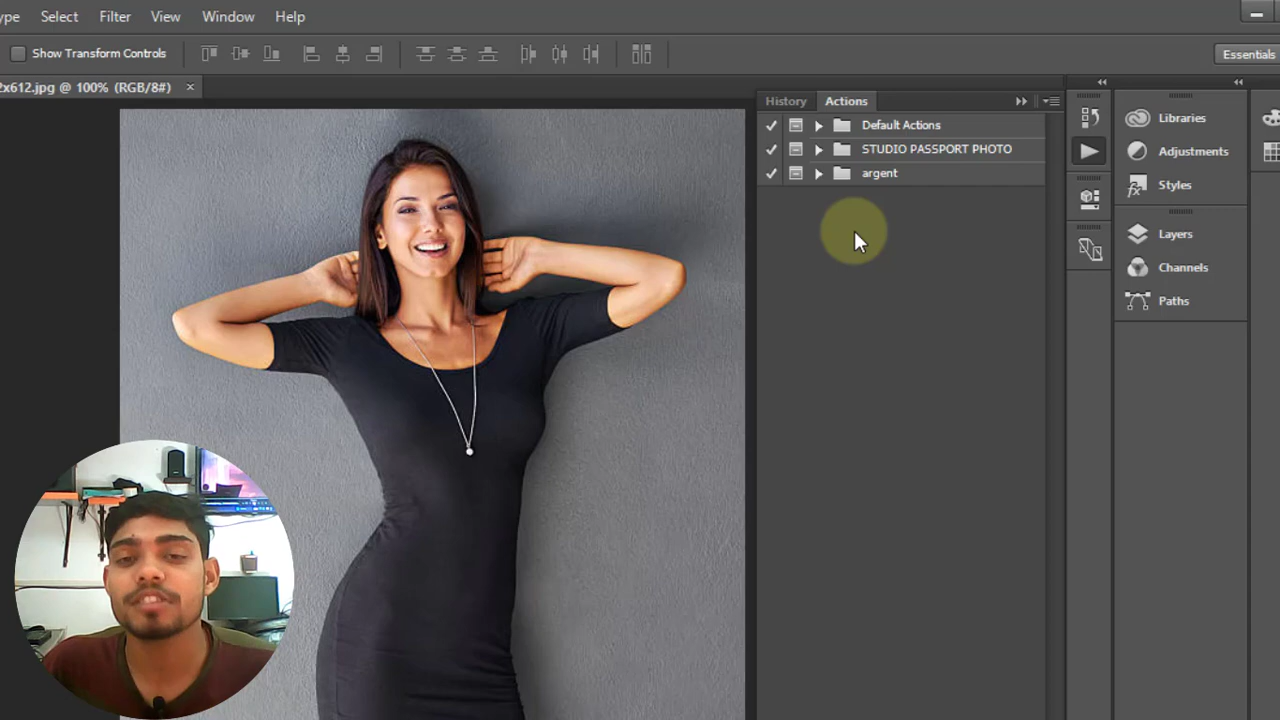 ype Select Filter View Window Help
Show Transform Controls
Essentials
2x612.jpg @ 100% (RGB/8#) ×
History Actions
Default Actions
STUDIO PASSPORT PHOTO
argent
Libraries
Adjustments
Styles
Layers
Channels
Paths